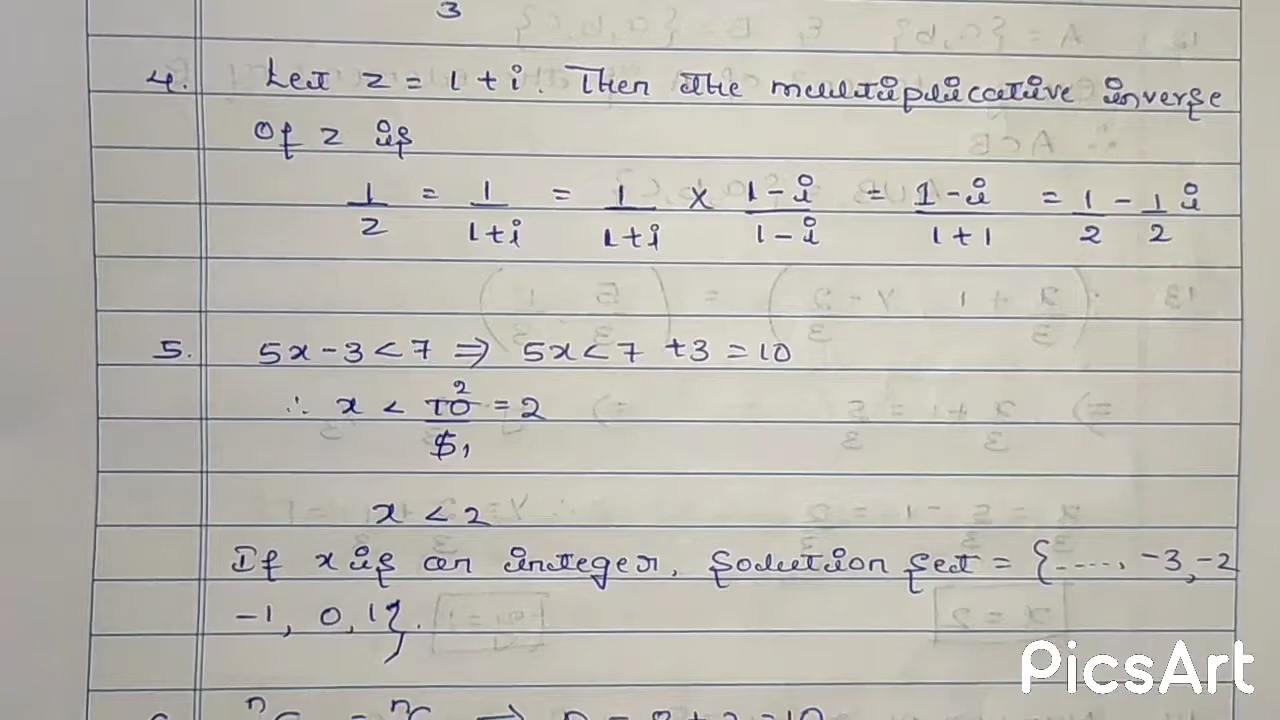 3
4. Let z = 1 + i. Then the multiplicative inverse
of z is
1/z = 1/1+i = 1/1+i × 1-i/1-i = 1-i/1+1 = 1/2 - 1/2 i
5. 5x - 3 < 7 ⇒ 5x < 7 + 3 = 10
∴ x < 10/5 = 2
x < 2
If x is an integer, solution set = {....., -3, -2
-1, 0, 1}.
PicsArt